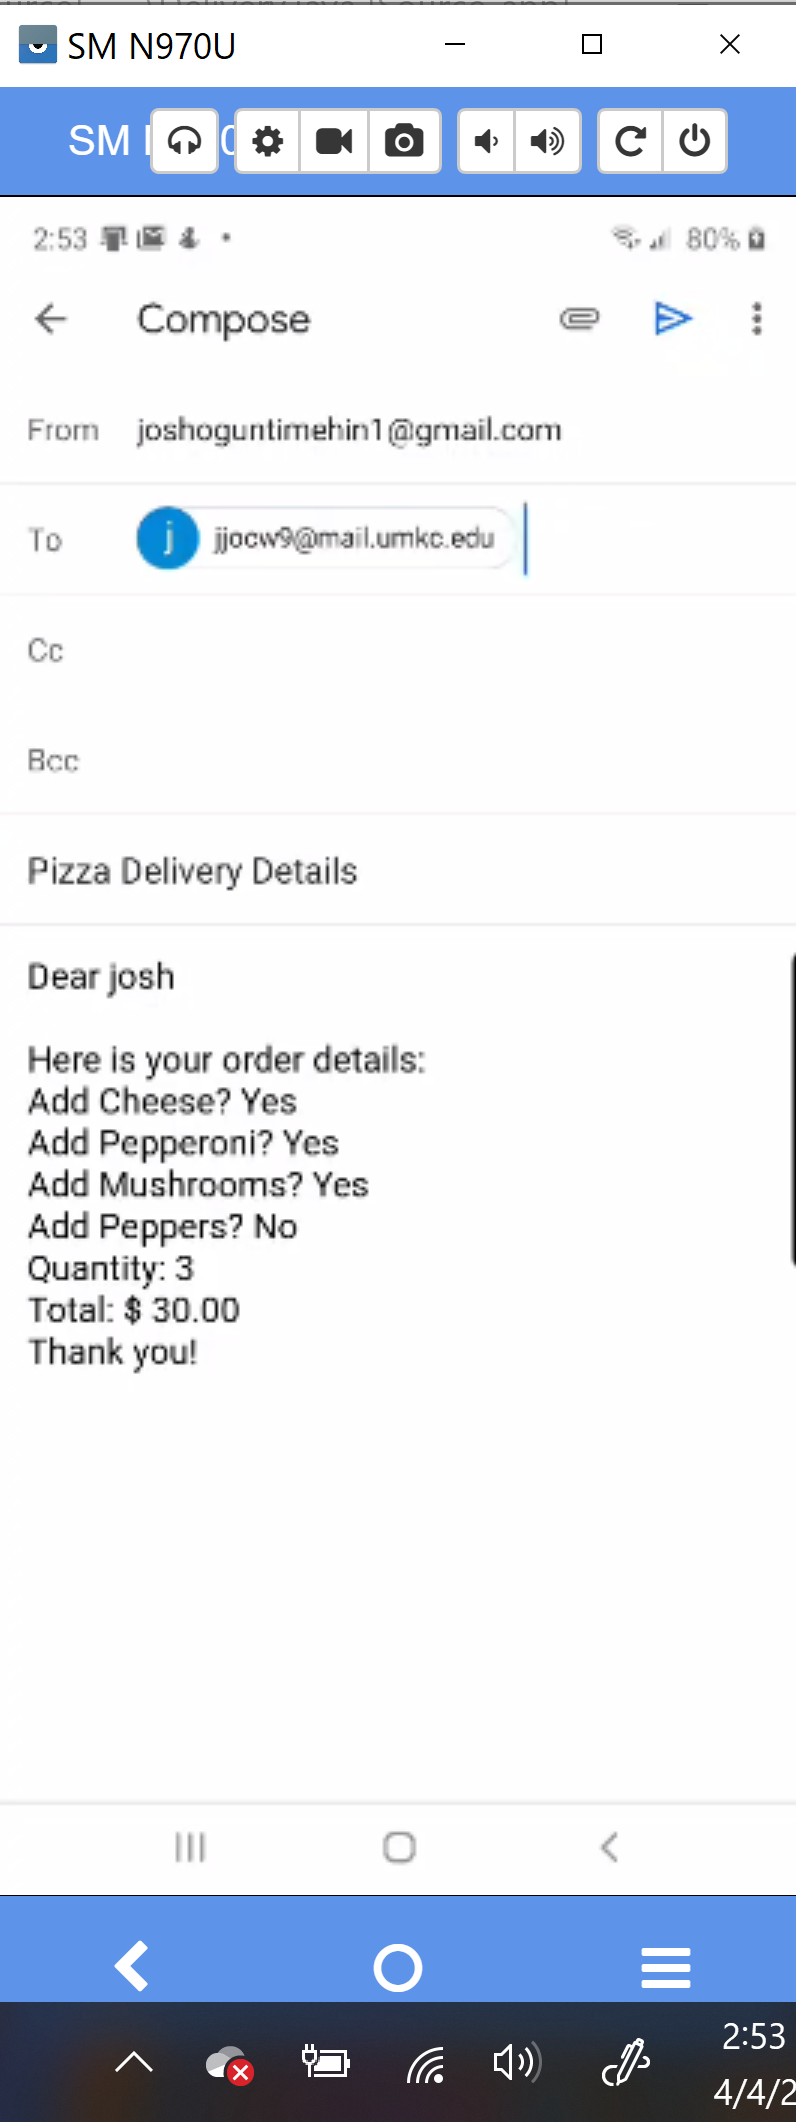 SM N970U
SM
2:53
80%
Compose
From joshoguntimehin1@gmail.com
To j jjocw9@mail.umkc.edu
Cc
Bcc
Pizza Delivery Details
Dear josh
Here is your order details:
Add Cheese? Yes
Add Pepperoni? Yes
Add Mushrooms? Yes
Add Peppers? No
Quantity: 3
Total: $ 30.00
Thank you!
2:53
4/4/2